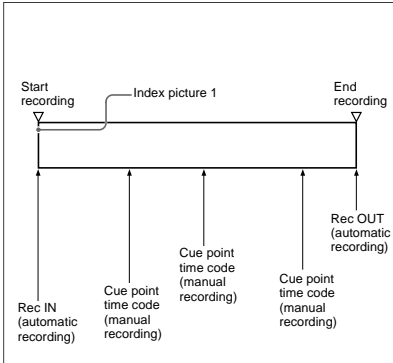 Start
recording
Index picture 1
End
recording
Rec IN
(automatic
recording)
Cue point
time code
(manual
recording)
Cue point
time code
(manual
recording)
Cue point
time code
(manual
recording)
Rec OUT
(automatic
recording)